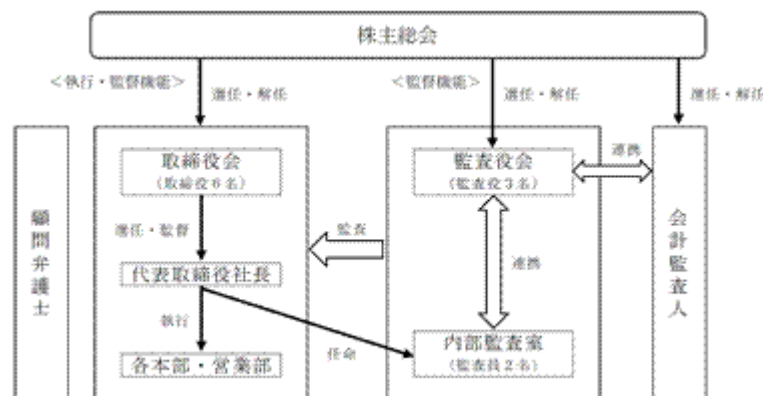 株主総会
＜執行・監督機能＞
選任・解任
＜監督機能＞
選任・解任
選任・解任
顧問弁護士
取締役会
（取締役６名）
選任・監督
代表取締役社長
執行
各本部・営業部
監査
任命
監査役会
（監査役３名）
連携
連携
内部監査室
（監査員２名）
会計監査人